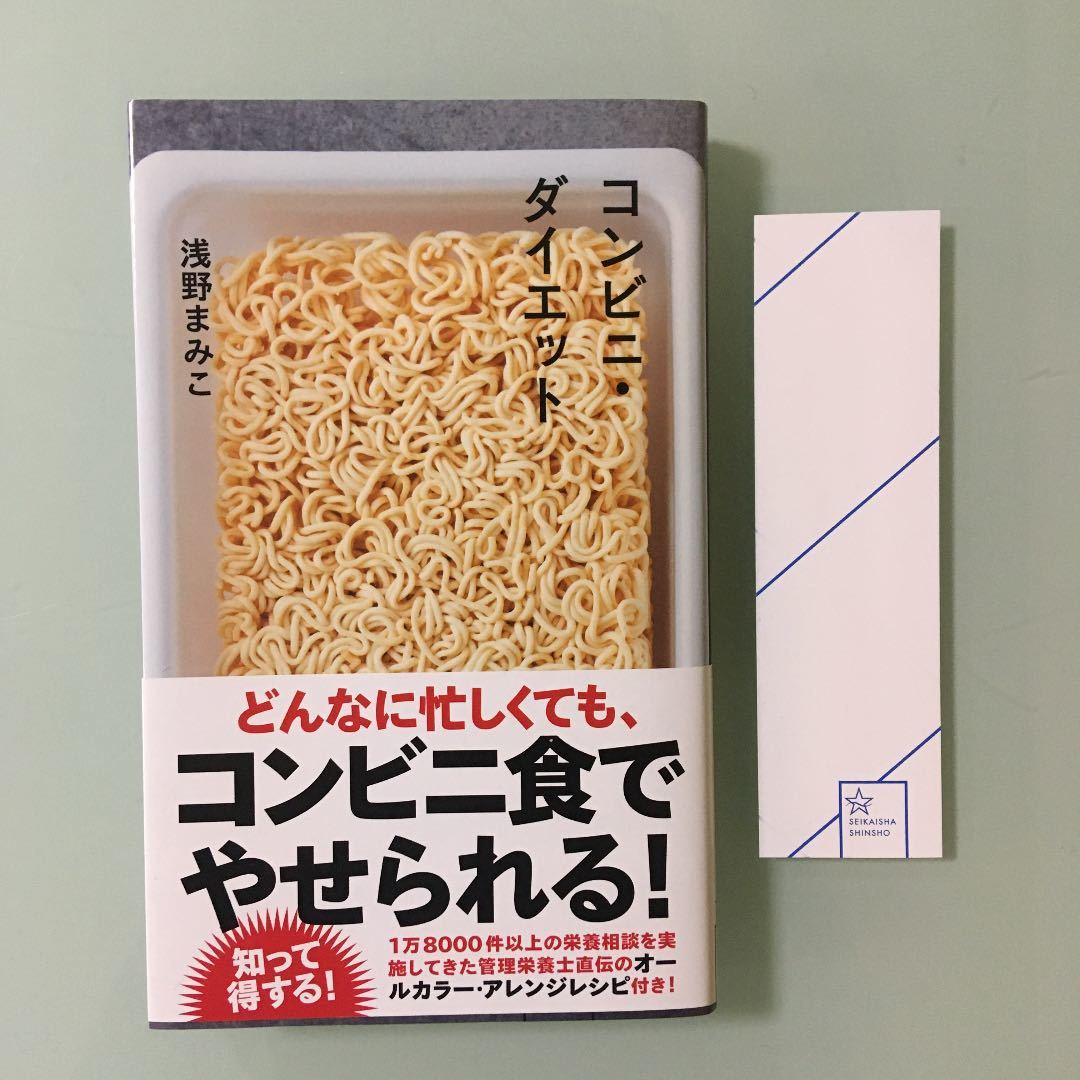 コンビニ・
ダイエット
浅野まみこ
どんなに忙しくても、
コンビニ食で
やせられる!
知って
得する!
1万8000件以上の栄養相談を実
施してきた管理栄養士直伝のオー
ルカラー・アレンジレシピ付き!
SEIKAISHA
SHINSHO